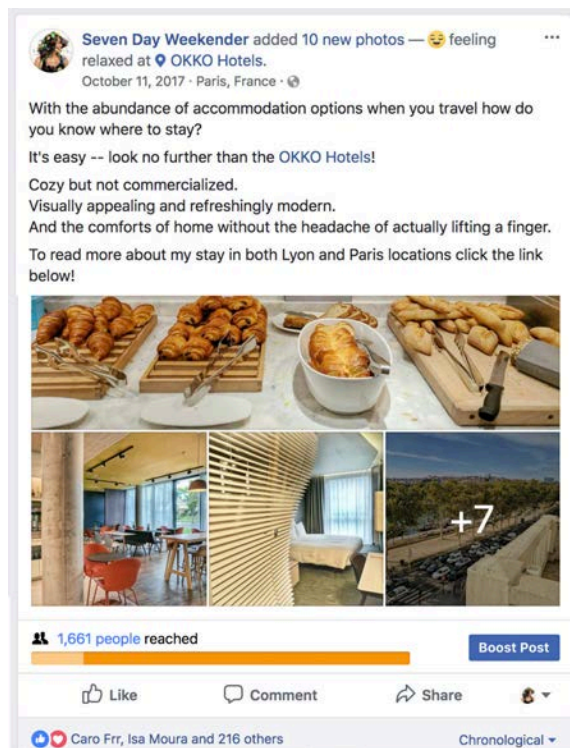 Seven Day Weekender added 10 new photos — feeling
relaxed at OKKO Hotels.
October 11, 2017 · Paris, France ·
With the abundance of accommodation options when you travel how do
you know where to stay?
It's easy -- look no further than the OKKO Hotels!
Cozy but not commercialized.
Visually appealing and refreshingly modern.
And the comforts of home without the headache of actually lifting a finger.
To read more about my stay in both Lyon and Paris locations click the link
below!
+7
1,661 people reached
Boost Post
Like Comment Share
Caro Frr, Isa Moura and 216 others Chronological